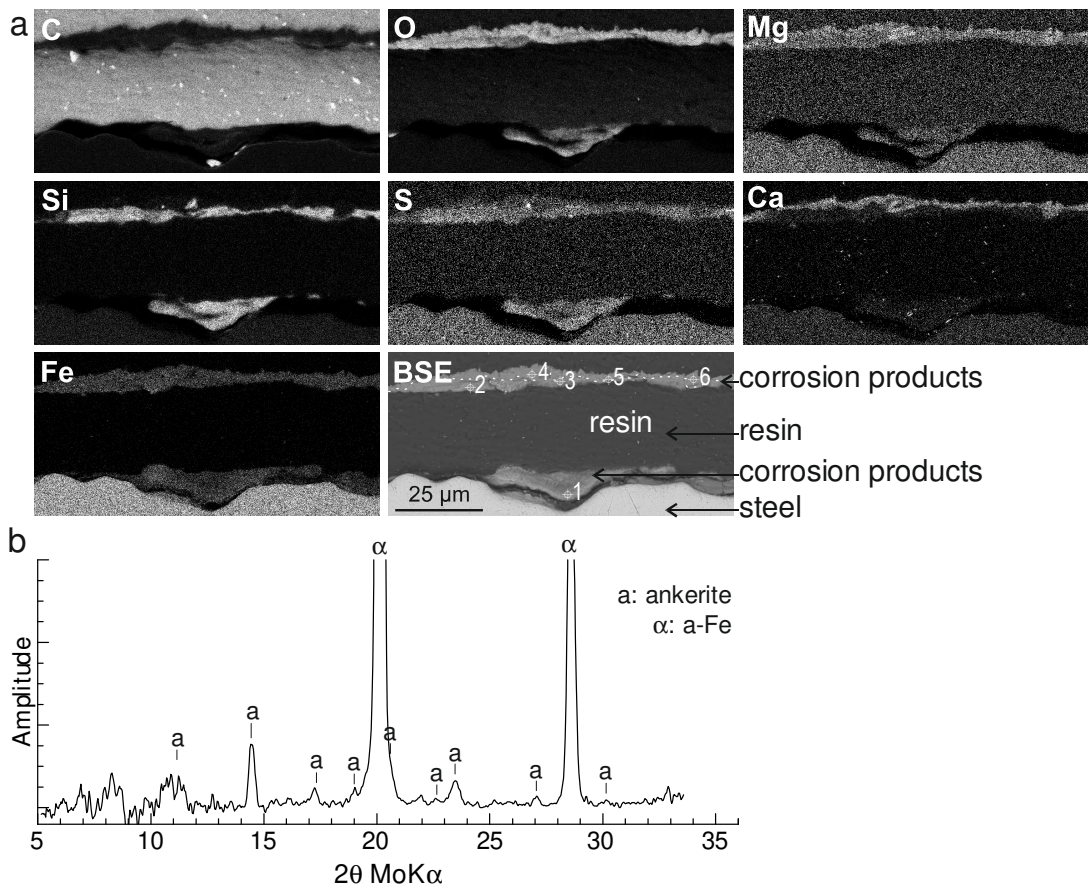 a
C
O
Mg
Si
S
Ca
Fe
BSE
4
2
3
5
6
corrosion products
resin
resin
corrosion products
1
25 µm
steel
b
α
α
a: ankerite
α: a-Fe
Amplitude
a
a
a
a
a
a
a
a
a
5
10
15
20
25
30
35
2θ MoKα